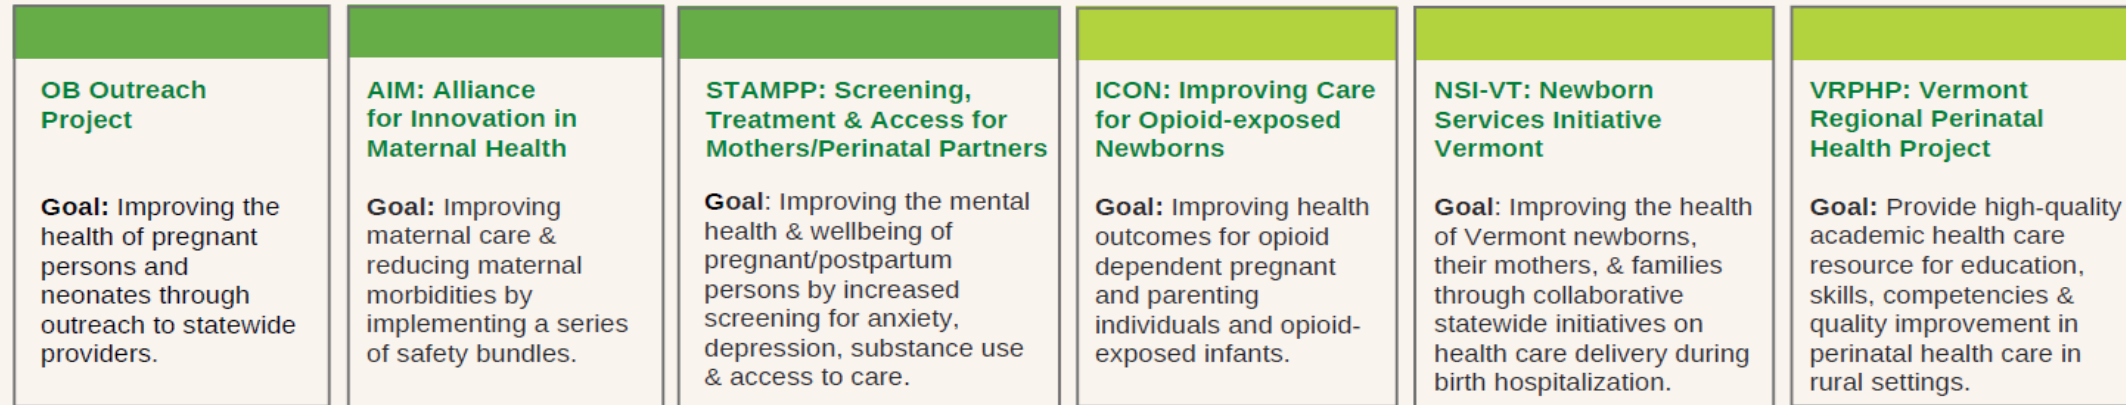 OB Outreach
Project
Goal: Improving the
health of pregnant
persons and
neonates through
outreach to statewide
providers.
AIM: Alliance
for Innovation in
Maternal Health
Goal: Improving
maternal care &
reducing maternal
morbidities by
implementing a series
of safety bundles.
STAMPP: Screening,
Treatment & Access for
Mothers/Perinatal Partners
Goal: Improving the mental
health & wellbeing of
pregnant/postpartum
persons by increased
screening for anxiety,
depression, substance use
& access to care.
ICON: Improving Care
for Opioid-exposed
Newborns
Goal: Improving health
outcomes for opioid
dependent pregnant
and parenting
individuals and opioid-
exposed infants.
NSI-VT: Newborn
Services Initiative
Vermont
Goal: Improving the health
of Vermont newborns,
their mothers, & families
through collaborative
statewide initiatives on
health care delivery during
birth hospitalization.
VRPHP: Vermont
Regional Perinatal
Health Project
Goal: Provide high-quality
academic health care
resource for education,
skills, competencies &
quality improvement in
perinatal health care in
rural settings.